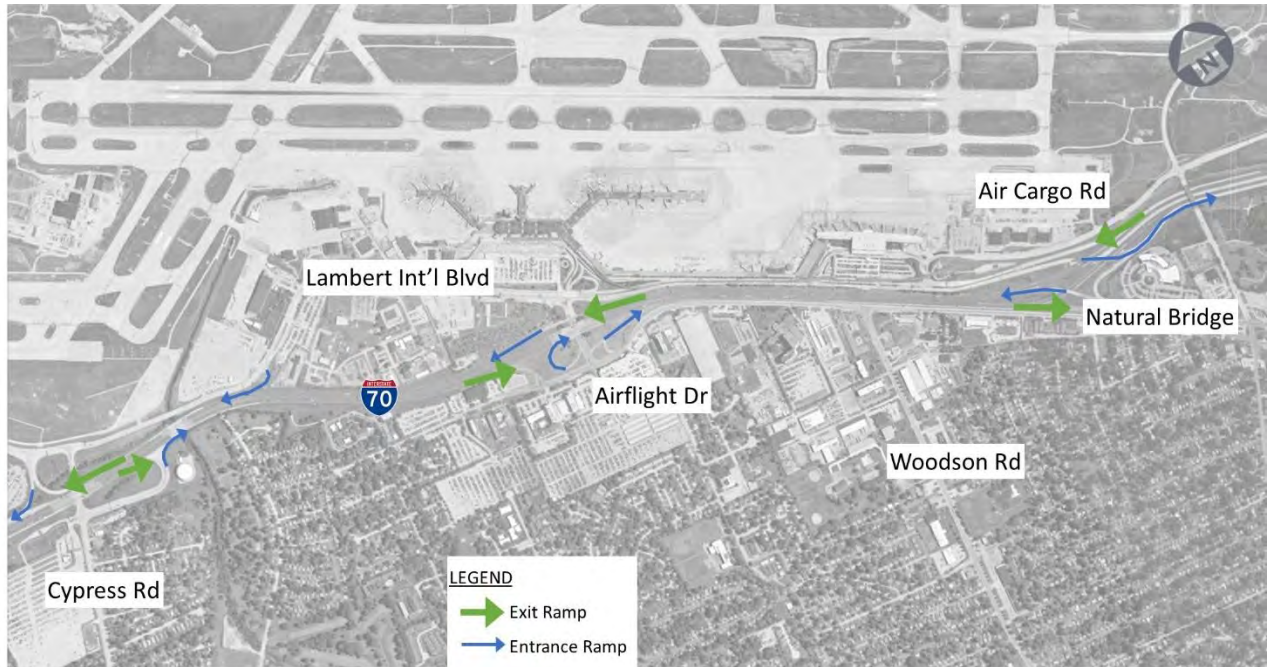 N
Air Cargo Rd
Lambert Int'l Blvd
Natural Bridge
INTERSTATE
70
Airflight Dr
Woodson Rd
Cypress Rd
LEGEND
Exit Ramp
Entrance Ramp